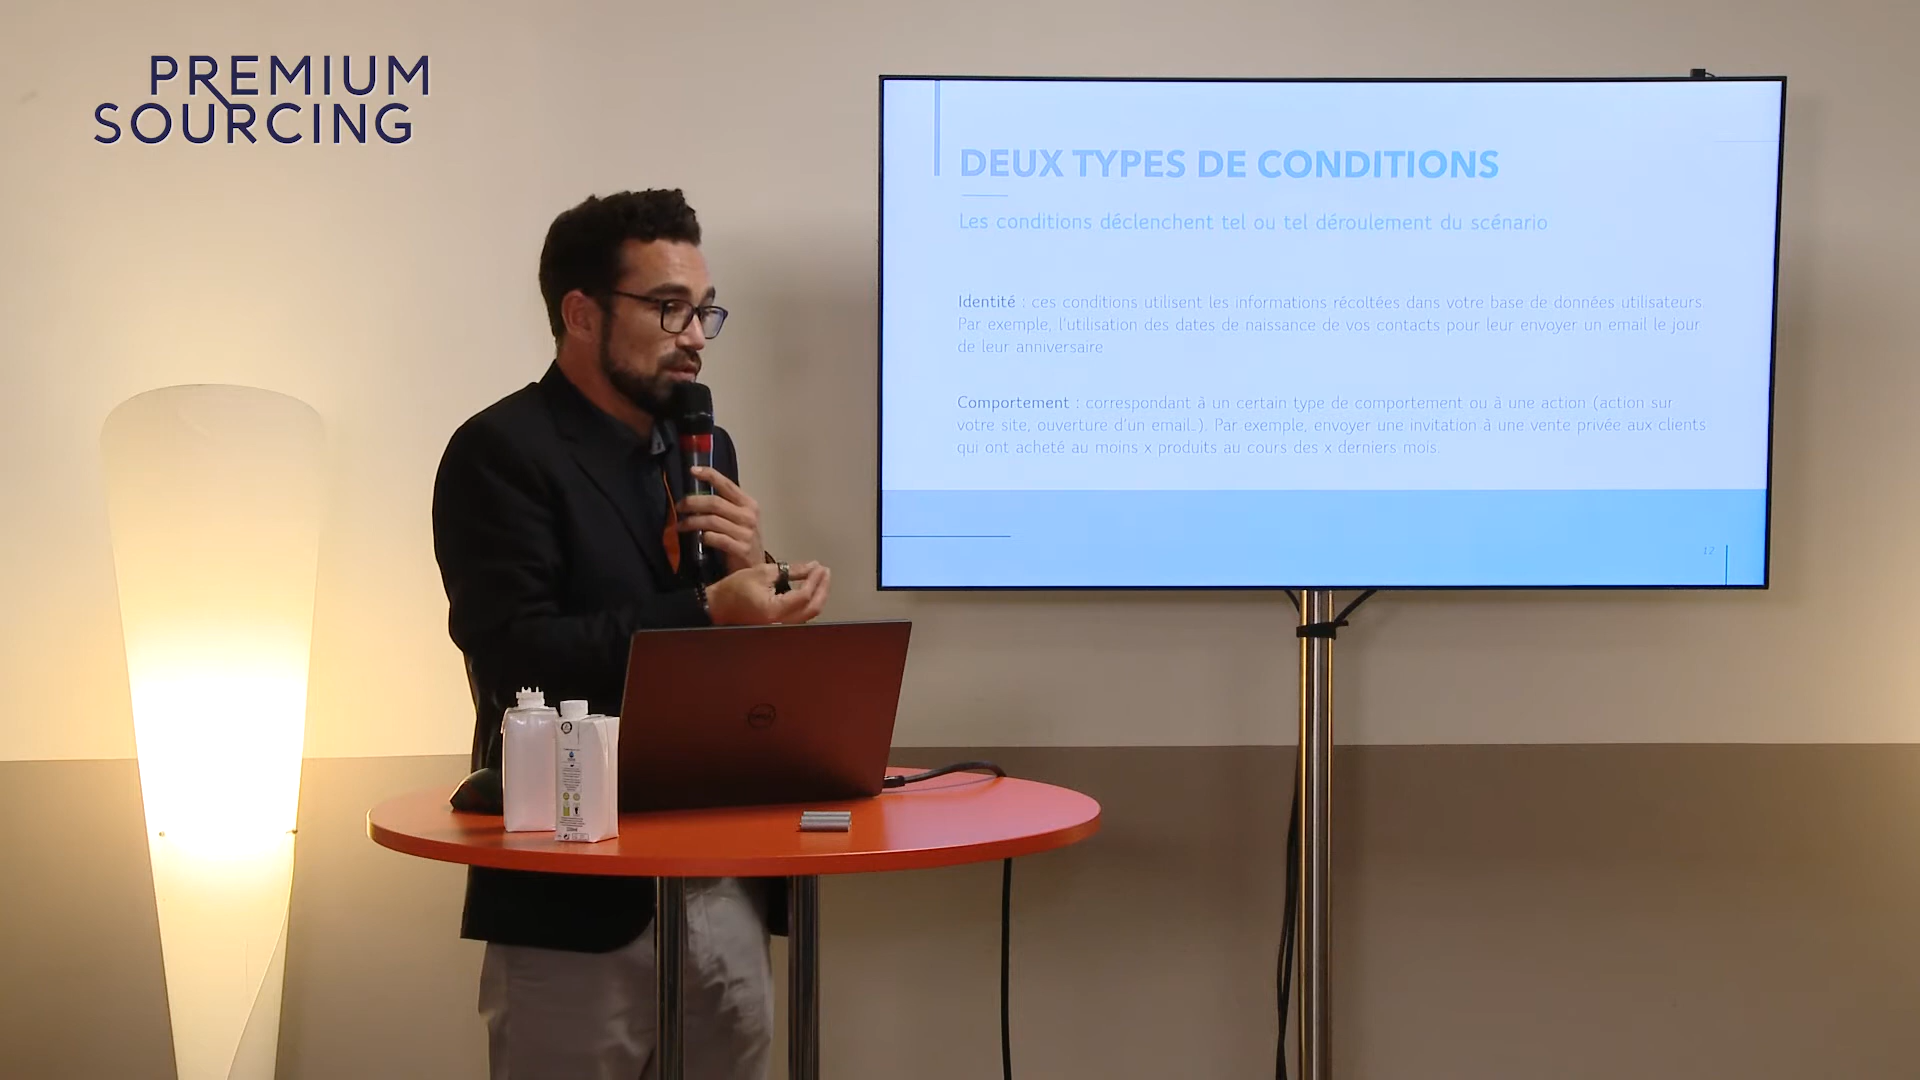 PREMIUM
SOURCING
DEUX TYPES DE CONDITIONS
Les conditions déclenchent tel ou tel déroulement du scénario
Identité : ces conditions utilisent les informations récoltées dans votre base de données utilisateurs.
Par exemple, l'utilisation des dates de naissance de vos contacts pour leur envoyer un email le jour
de leur anniversaire
Comportement : correspondant à un certain type de comportement ou à une action (action sur
votre site, ouverture d'un email...). Par exemple, envoyer une invitation à une vente privée aux clients
qui ont acheté au moins x produits au cours des x derniers mois.
DELL